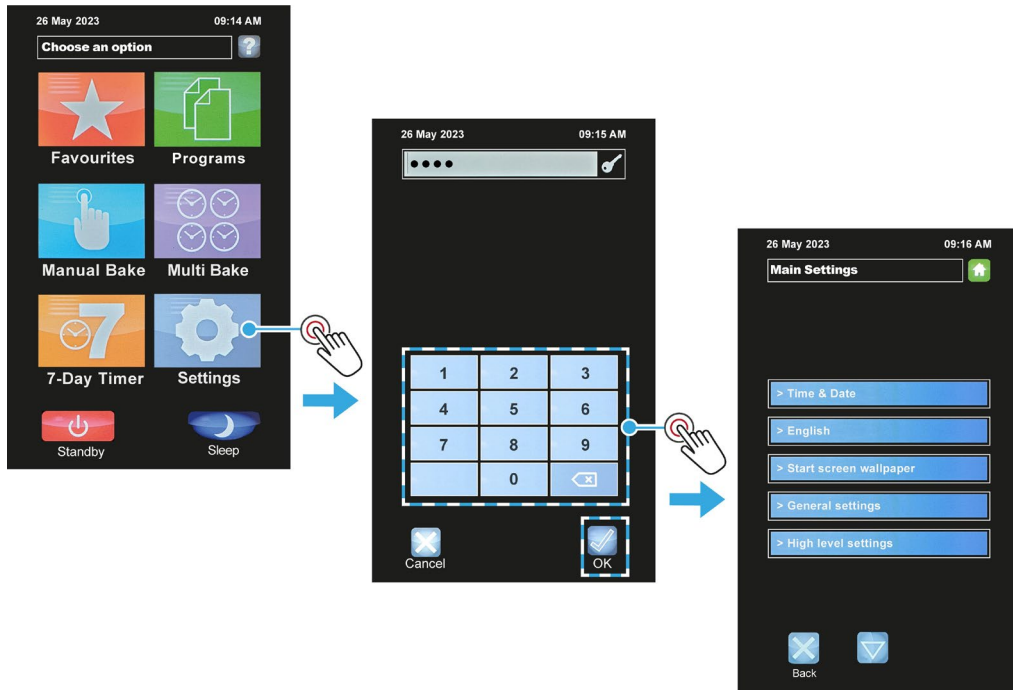 26 May 2023 09:14 AM
Choose an option ?
Favourites Programs
Manual Bake Multi Bake
7
7-Day Timer Settings
Standby Sleep
26 May 2023 09:15 AM
1 2 3
4 5 6
7 8 9
0
Cancel OK
26 May 2023 09:16 AM
Main Settings
> Time & Date
> English
> Start screen wallpaper
> General settings
> High level settings
Back